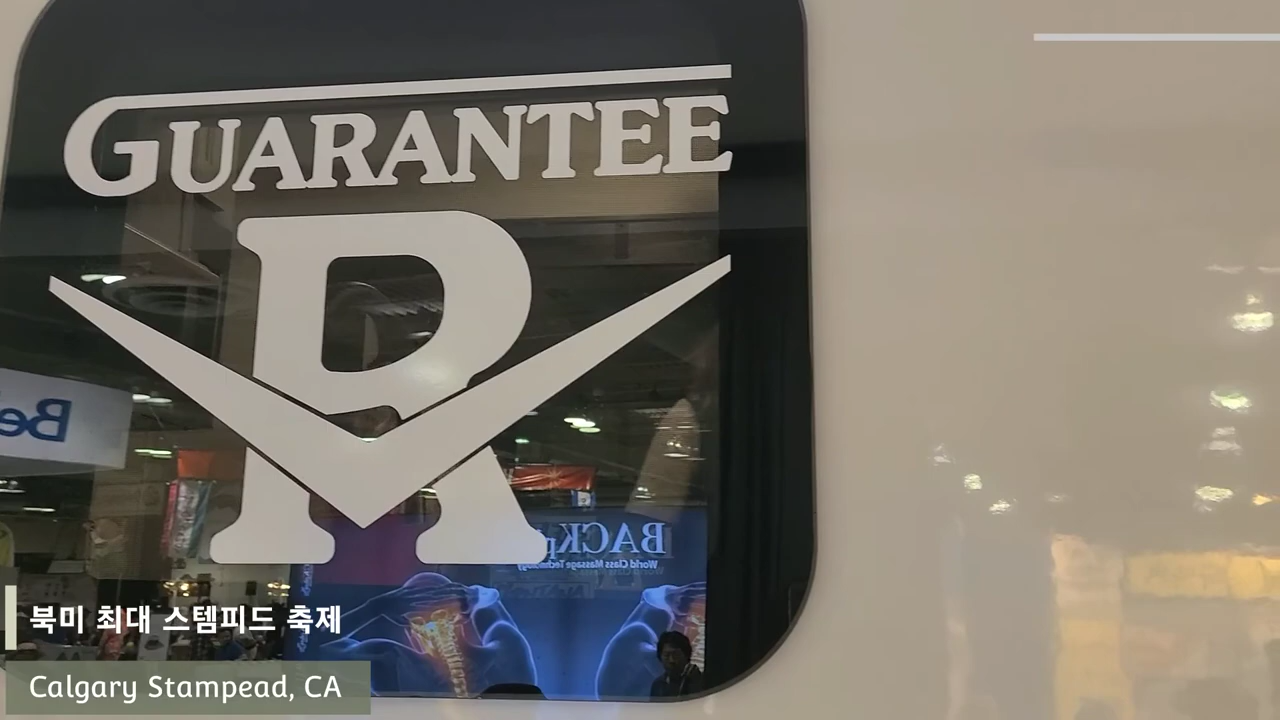 GUARANTEE
RV
Be
BACK
World Class Massage Technology
북미 최대 스템피드 축제
Calgary Stampead, CA